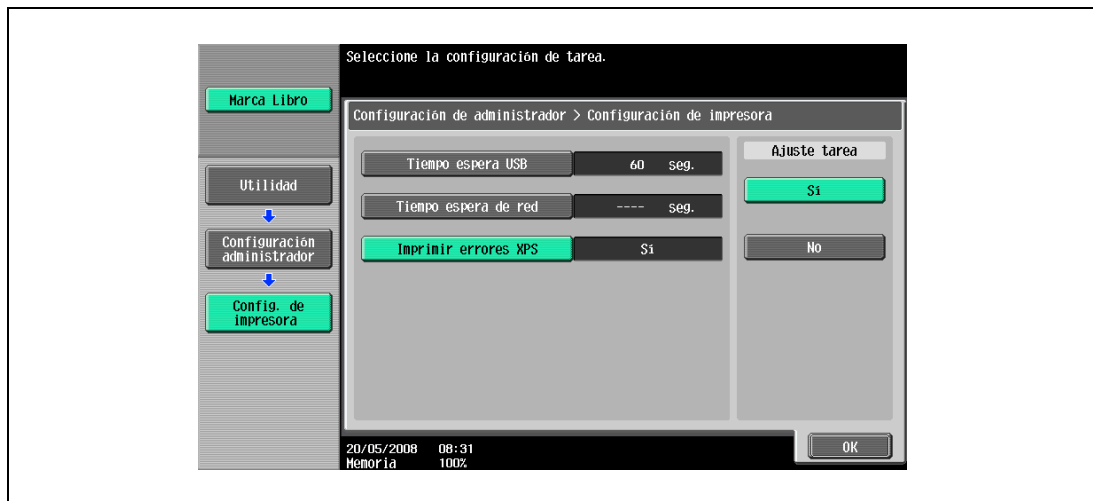 Seleccione la configuración de tarea.
Marca Libro
Configuración de administrador > Configuración de impresora
Tiempo espera USB
60 seg.
Tiempo espera de red
---- seg.
Imprimir errores XPS
Sí
Ajuste tarea
Sí
No
Utilidad
Configuración
administrador
Config. de
impresora
20/05/2008 08:31
Memoria 100%
OK